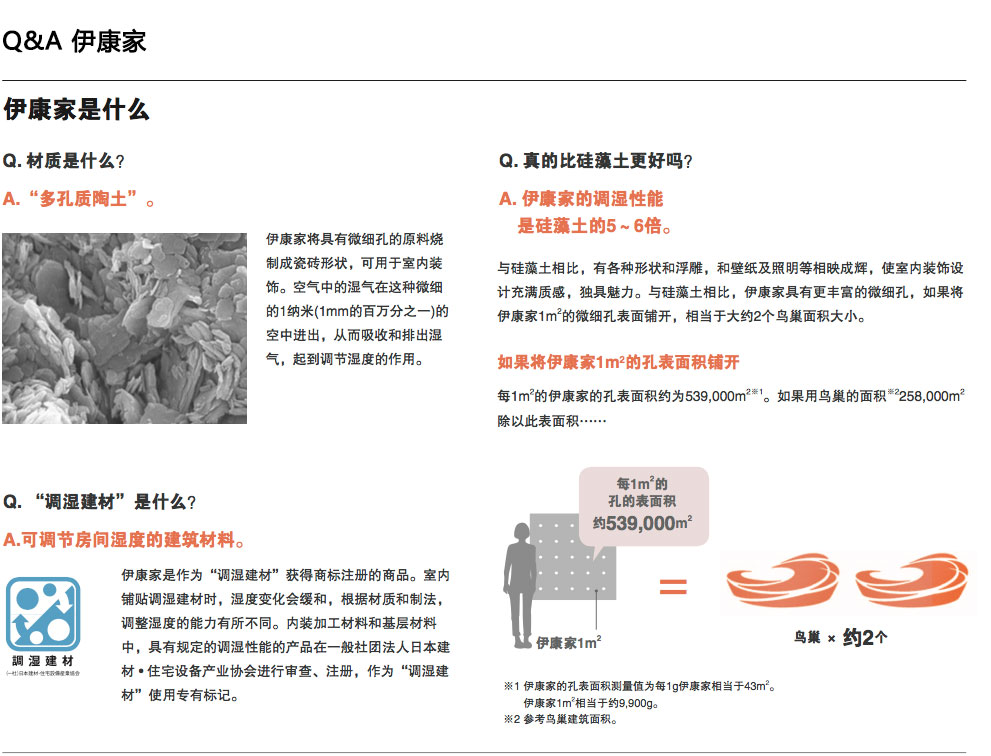 Q&A 伊康家
伊康家是什么
Q. 材质是什么?
A.“多孔质陶土”。
伊康家将具有微细孔的原料烧
制成瓷砖形状，可用于室内装
饰。空气中的湿气在这种微细
的1纳米(1mm的百万分之一)的
空中进出，从而吸收和排出湿
气，起到调节湿度的作用。
Q. “调湿建材”是什么?
A.可调节房间湿度的建筑材料。
调湿建材
(一社)日本建材·住宅設備産業協会
伊康家是作为“调湿建材”获得商标注册的商品。室内
铺贴调湿建材时，湿度变化会缓和，根据材质和制法，
调整湿度的能力有所不同。内装加工材料和基层材料
中，具有规定的调湿性能的产品在一般社团法人日本建
材•住宅设备产业协会进行审查、注册，作为“调湿建
材”使用专有标记。
Q. 真的比硅藻土更好吗?
A. 伊康家的调湿性能
是硅藻土的5～6倍。
与硅藻土相比，有各种形状和浮雕，和壁纸及照明等相映成辉，使室内装饰设
计充满质感，独具魅力。与硅藻土相比，伊康家具有更丰富的微细孔，如果将
伊康家1m²的微细孔表面铺开，相当于大约2个鸟巢面积大小。
如果将伊康家1m²的孔表面积铺开
每1m²的伊康家的孔表面积约为539,000m²※1。如果用鸟巢的面积※2258,000m²
除以此表面积……
每1m²的
孔的表面积
约539,000m²
伊康家1m²
=
鸟巢 × 约2个
※1 伊康家的孔表面积测量值为每1g伊康家相当于43m²。
伊康家1m²相当于约9,900g。
※2 参考鸟巢建筑面积。